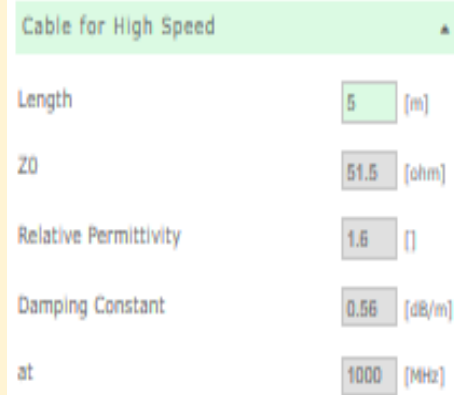 Cable for High Speed
Length 5 [m]
Z0 51.5 [ohm]
Relative Permittivity 1.6 []
Damping Constant 0.56 [dB/m]
at 1000 [MHz]